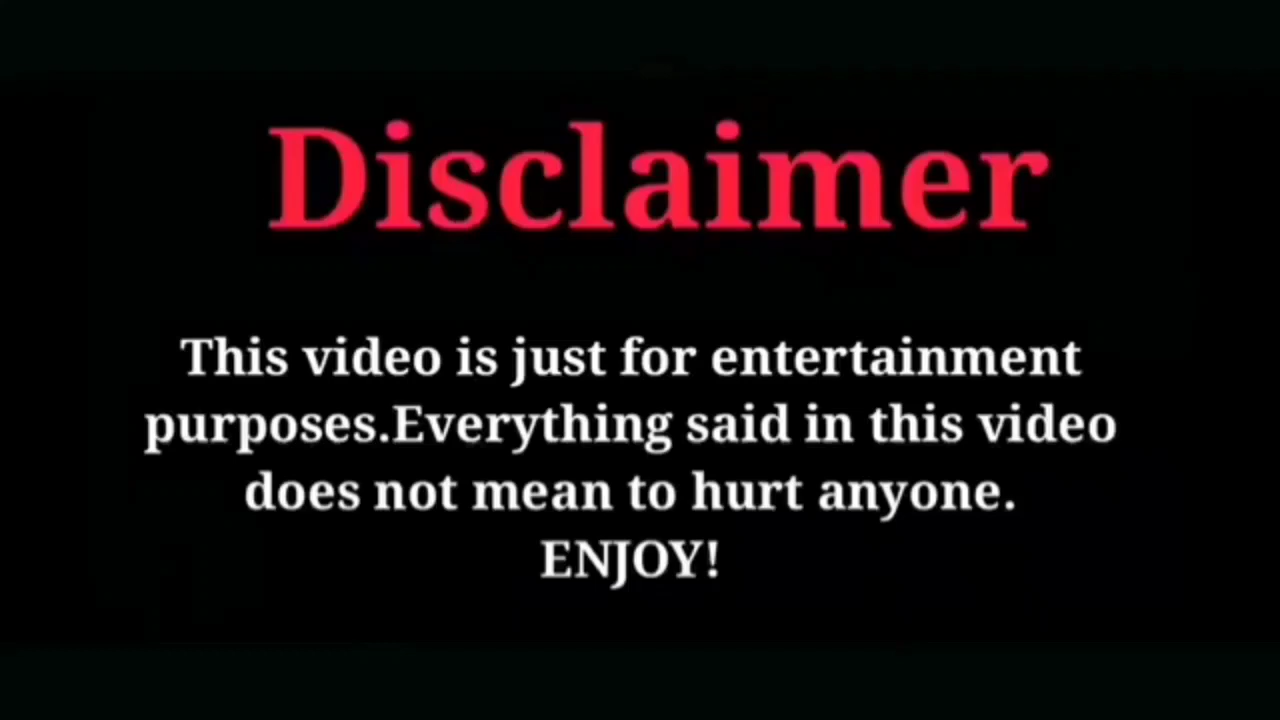 Disclaimer
This video is just for entertainment
purposes.Everything said in this video
does not mean to hurt anyone.
ENJOY!